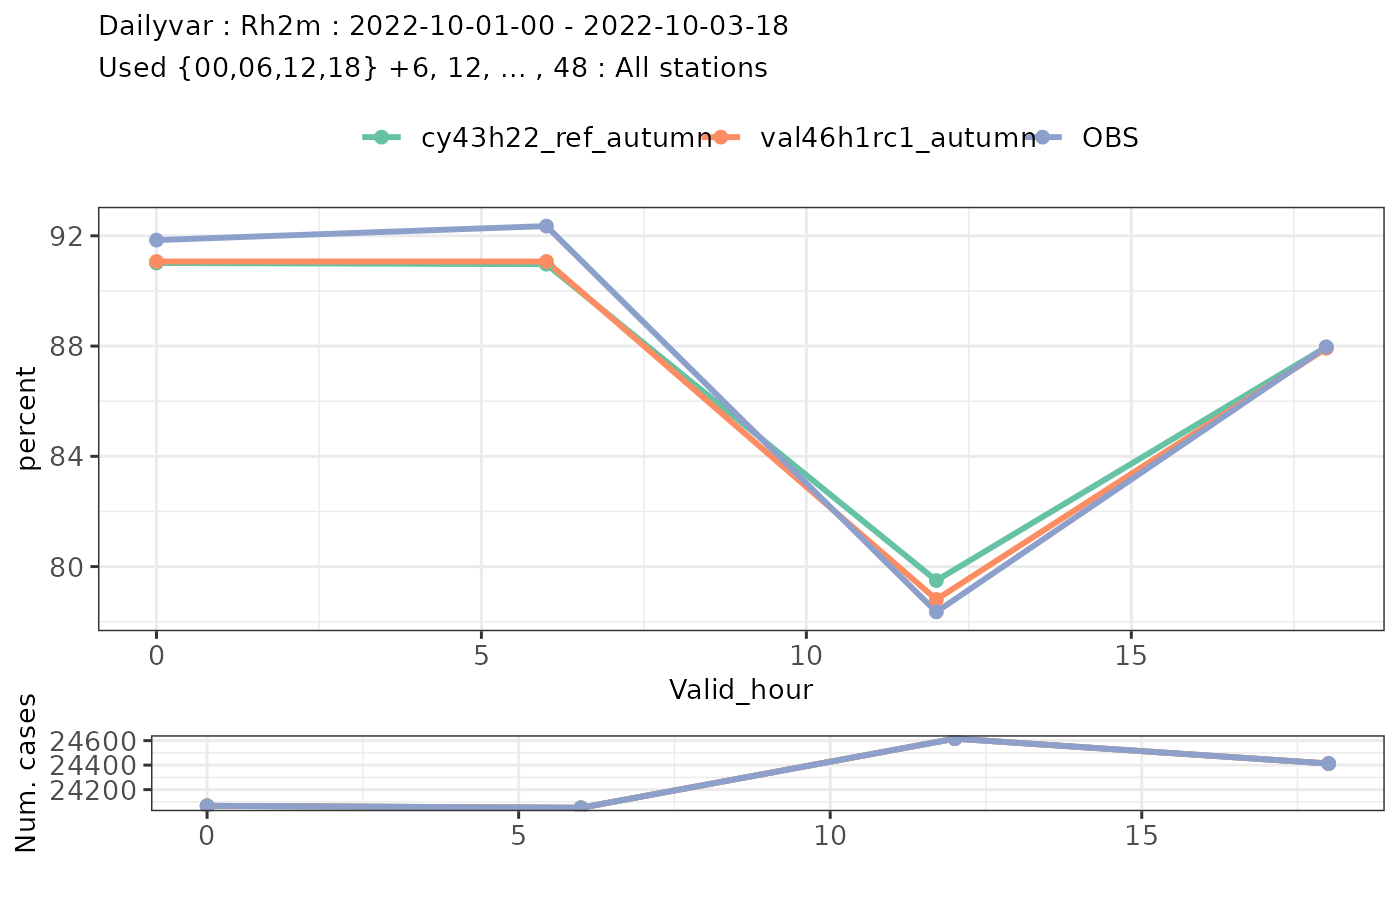 Dailyvar : Rh2m : 2022-10-01-00 - 2022-10-03-18
Used {00,06,12,18} +6, 12, ... , 48 : All stations
cy43h22_ref_autumn val46h1rc1_autumn OBS
92
88
84
80
percent
0 5 10 15
Valid_hour
24600
24400
24200
Num. cases
0 5 10 15